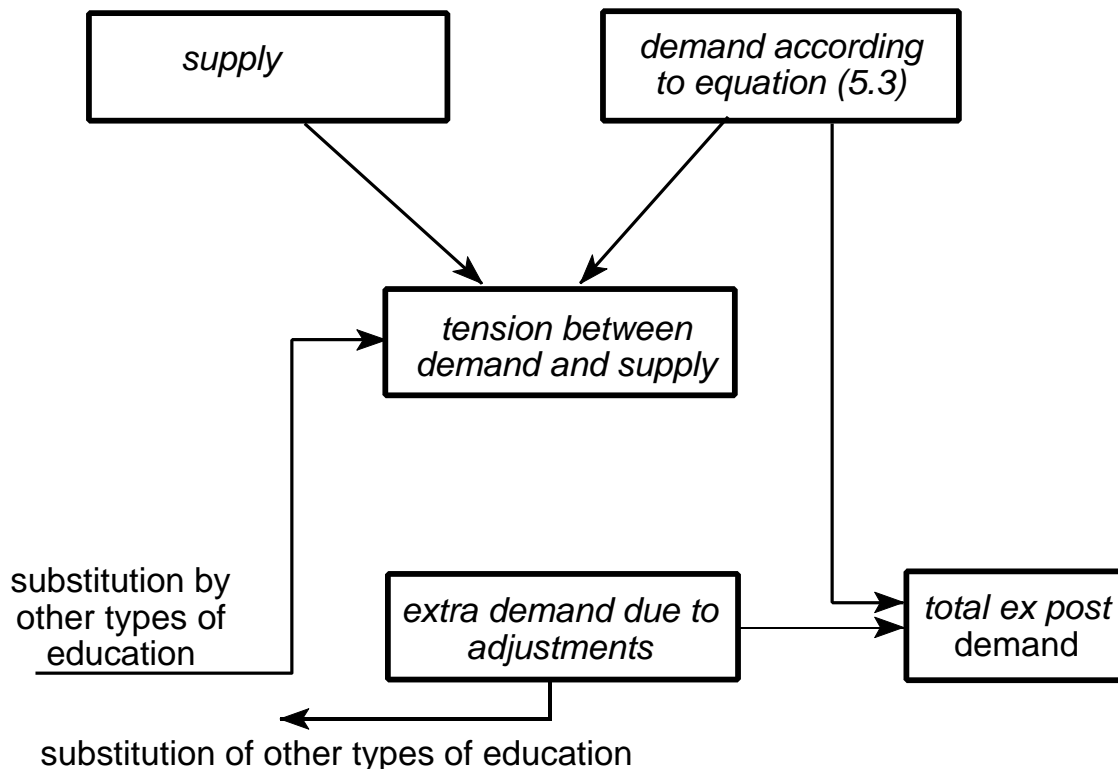 supply
demand according
to equation (5.3)
tension between
demand and supply
substitution by
other types of
education
extra demand due to
adjustments
total ex post
demand
substitution of other types of education